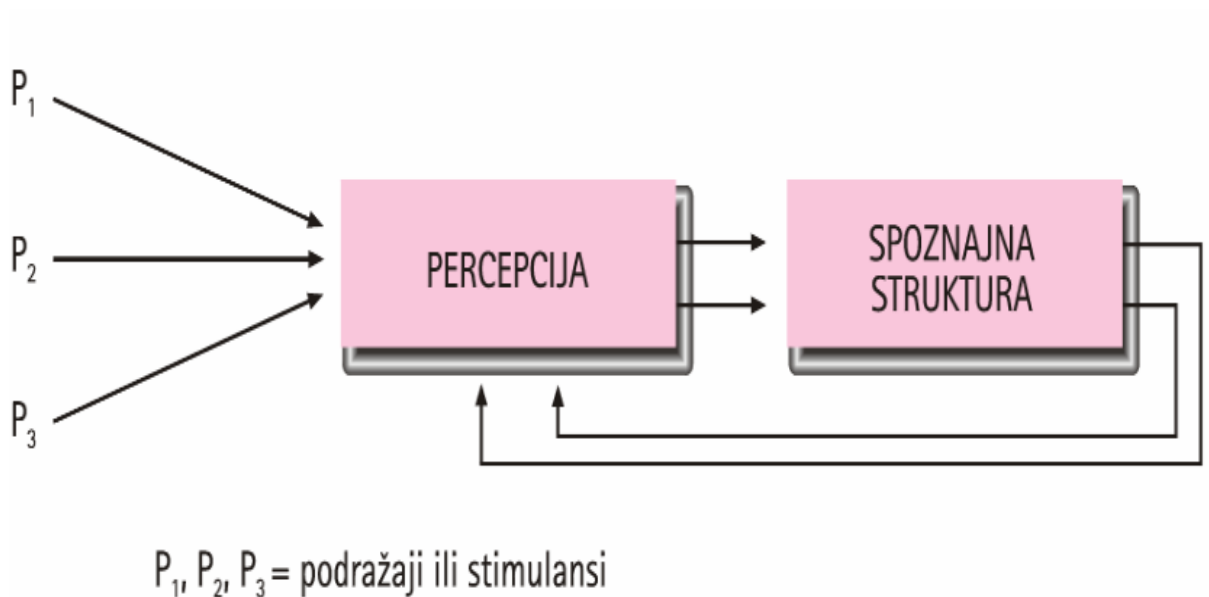 P₁
P₂
P₃
PERCEPCIJA
SPOZNAJNA
STRUKTURA
P₁, P₂, P₃ = podražaji ili stimulansi